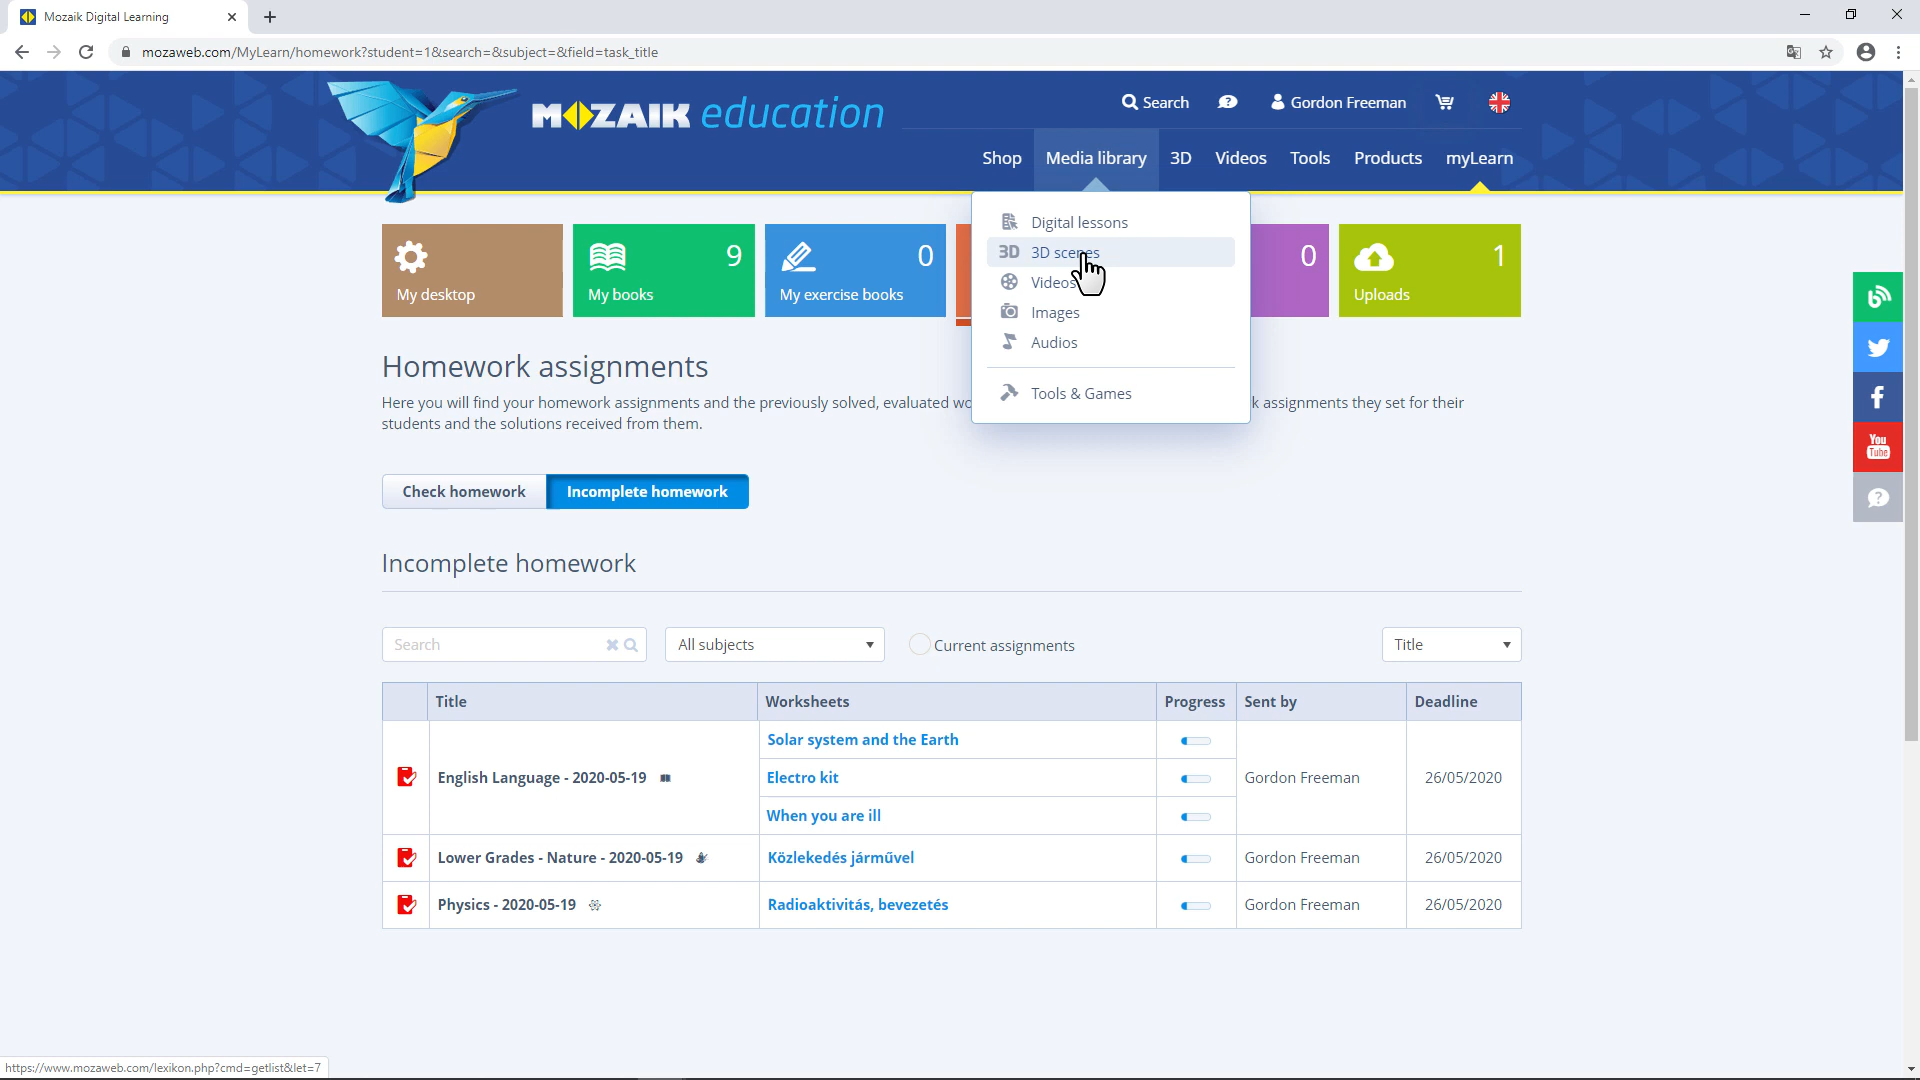 Mozaik Digital Learning
mozaweb.com/MyLearn/homework?student=1&search=&subject=&field=task_title
MOZAIK education
Search
Gordon Freeman
Shop
Media library
3D
Videos
Tools
Products
myLearn
Digital lessons
3D 3D scenes
Videos
Images
Audios
Tools & Games
My desktop
9
My books
0
My exercise books
0
1
Uploads
Homework assignments
Here you will find your homework assignments and the previously solved, evaluated k assignments they set for their
students and the solutions received from them.
Check homework
Incomplete homework
Incomplete homework
Search
All subjects
Current assignments
Title
Title Worksheets Progress Sent by Deadline
Solar system and the Earth
English Language - 2020-05-19 Electro kit Gordon Freeman 26/05/2020
When you are ill
Lower Grades - Nature - 2020-05-19 Közlekedés járművel Gordon Freeman 26/05/2020
Physics - 2020-05-19 Radioaktivitás, bevezetés Gordon Freeman 26/05/2020
You
Tube
https://www.mozaweb.com/lexikon.php?cmd=getlist&let=7